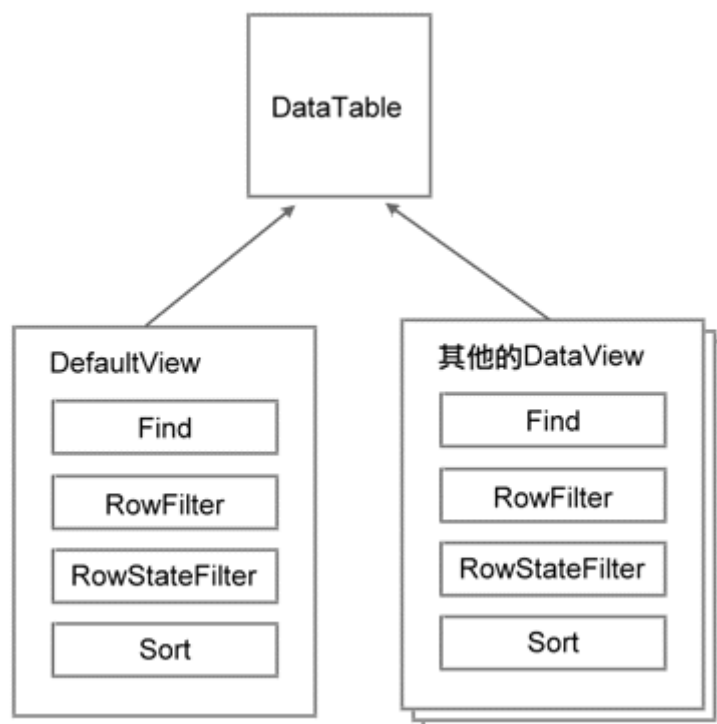 DataTable
DefaultView
Find
RowFilter
RowStateFilter
Sort
其他的DataView
Find
RowFilter
RowStateFilter
Sort